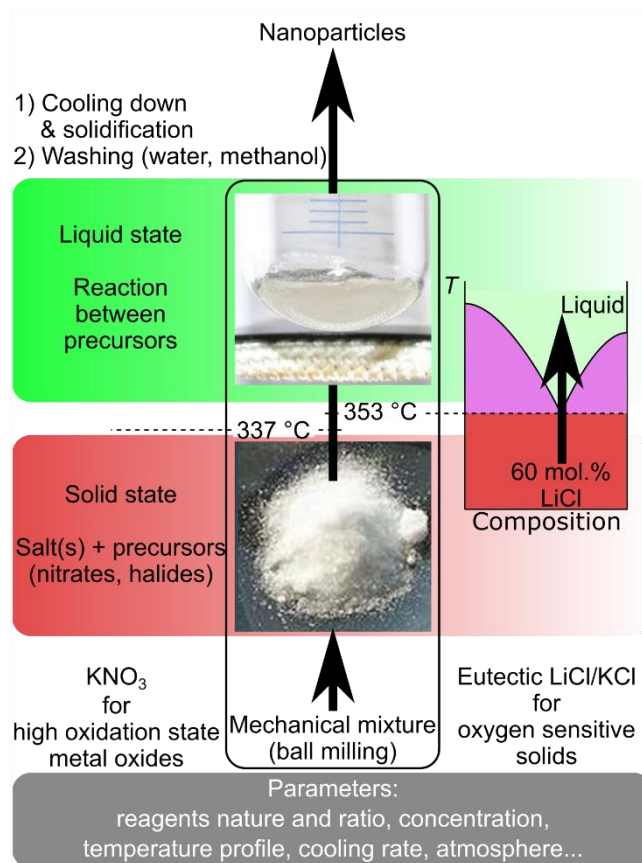 Nanoparticles
1) Cooling down
& solidification
2) Washing (water, methanol)
Liquid state
Reaction
between
precursors
T
Liquid
353 °C
337 °C
60 mol.%
LiCl
Composition
Solid state
Salt(s) + precursors
(nitrates, halides)
KNO₃
for
high oxidation state
metal oxides
Mechanical mixture
(ball milling)
Eutectic LiCl/KCl
for
oxygen sensitive
solids
Parameters:
reagents nature and ratio, concentration,
temperature profile, cooling rate, atmosphere...